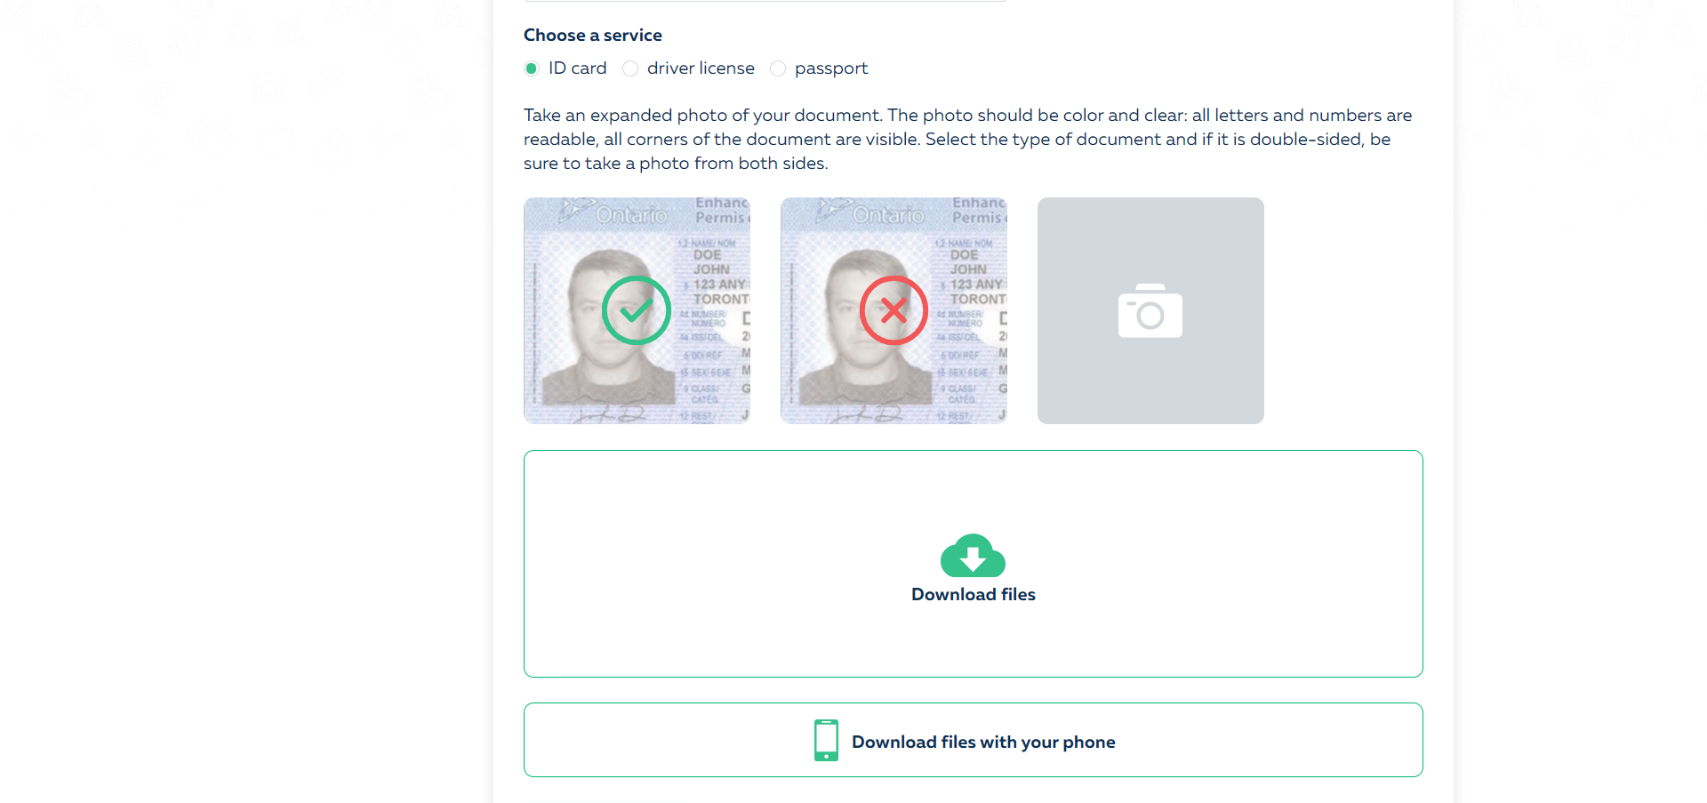 Choose a service
ID card driver license passport
Take an expanded photo of your document. The photo should be color and clear: all letters and numbers are
readable, all corners of the document are visible. Select the type of document and if it is double-sided, be
sure to take a photo from both sides.
Ontario Enhanc
Permis
1,2 NAME/ NOM
DOE
JOHN
123 ANY
TORONT
4d NUMBER/
NUMÉRO
4a ISS/DÉL
5 DD/RÉF
15 SEX/SEXE
9 CLASS/
CATÉG.
12 REST/
Ontario Enhanc
Permis
1,2 NAME/ NOM
DOE
JOHN
123 ANY
TORONT
4d NUMBER/
NUMÉRO
4a ISS/DÉL
5 DD/RÉF
15 SEX/SEXE
9 CLASS/
CATÉG.
12 REST/
Download files
Download files with your phone